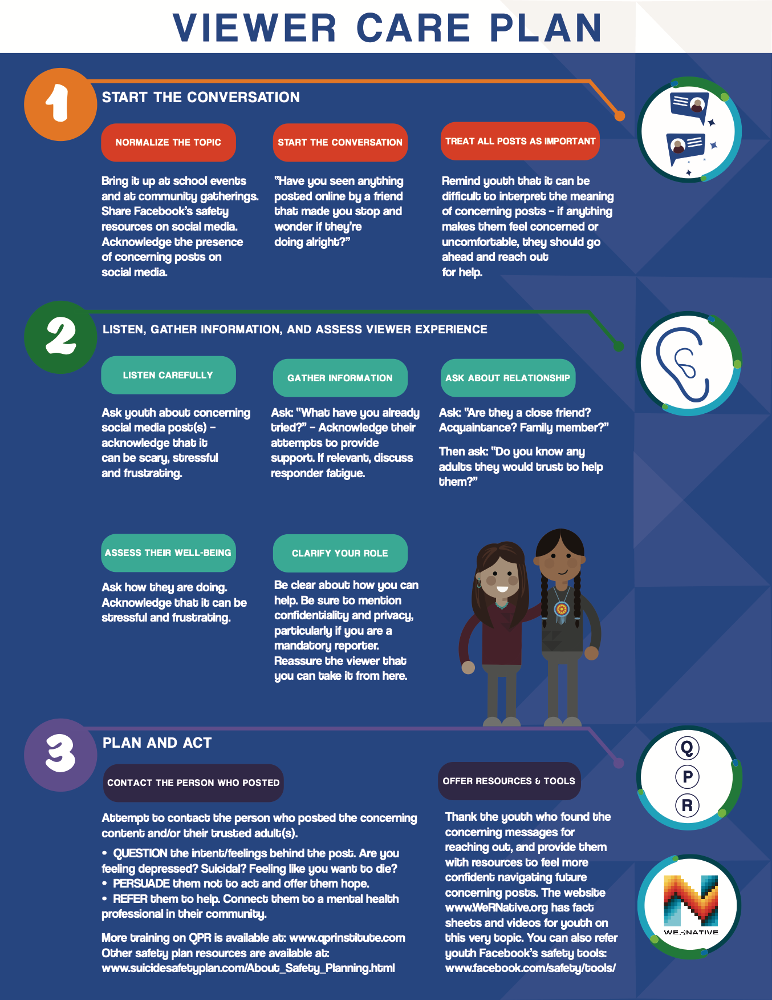 VIEWER CARE PLAN
1
START THE CONVERSATION
NORMALIZE THE TOPIC
Bring it up at school events
and at community gatherings.
Share Facebook's safety
resources on social media.
Acknowledge the presence
of concerning posts on
social media.
START THE CONVERSATION
"Have you seen anything
posted online by a friend
that made you stop and
wonder if they're
doing alright?"
TREAT ALL POSTS AS IMPORTANT
Remind youth that it can be
difficult to interpret the meaning
of concerning posts – if anything
makes them feel concerned or
uncomfortable, they should go
ahead and reach out
for help.
2
LISTEN, GATHER INFORMATION, AND ASSESS VIEWER EXPERIENCE
LISTEN CAREFULLY
Ask youth about concerning
social media post(s) –
acknowledge that it
can be scary, stressful
and frustrating.
GATHER INFORMATION
Ask: "What have you already
tried?" – Acknowledge their
attempts to provide
support. If relevant, discuss
responder fatigue.
ASK ABOUT RELATIONSHIP
Ask: "Are they a close friend?
Acquaintance? Family member?"
Then ask: "Do you know any
adults they would trust to help
them?"
ASSESS THEIR WELL-BEING
Ask how they are doing.
Acknowledge that it can be
stressful and frustrating.
CLARIFY YOUR ROLE
Be clear about how you can
help. Be sure to mention
confidentiality and privacy,
particularly if you are a
mandatory reporter.
Reassure the viewer that
you can take it from here.
3
PLAN AND ACT
CONTACT THE PERSON WHO POSTED
Attempt to contact the person who posted the concerning
content and/or their trusted adult(s).
• QUESTION the intent/feelings behind the post. Are you
feeling depressed? Suicidal? Feeling like you want to die?
• PERSUADE them not to act and offer them hope.
• REFER them to help. Connect them to a mental health
professional in their community.
More training on QPR is available at: www.qprinstitute.com
Other safety plan resources are available at:
www.suicidesafetyplan.com/About_Safety_Planning.html
OFFER RESOURCES & TOOLS
Thank the youth who found the
concerning messages for
reaching out, and provide them
with resources to feel more
confident navigating future
concerning posts. The website
www.WeRNative.org has fact
sheets and videos for youth on
this very topic. You can also refer
youth Facebook's safety tools:
www.facebook.com/safety/tools/
Q
P
R
WE R NATIVE